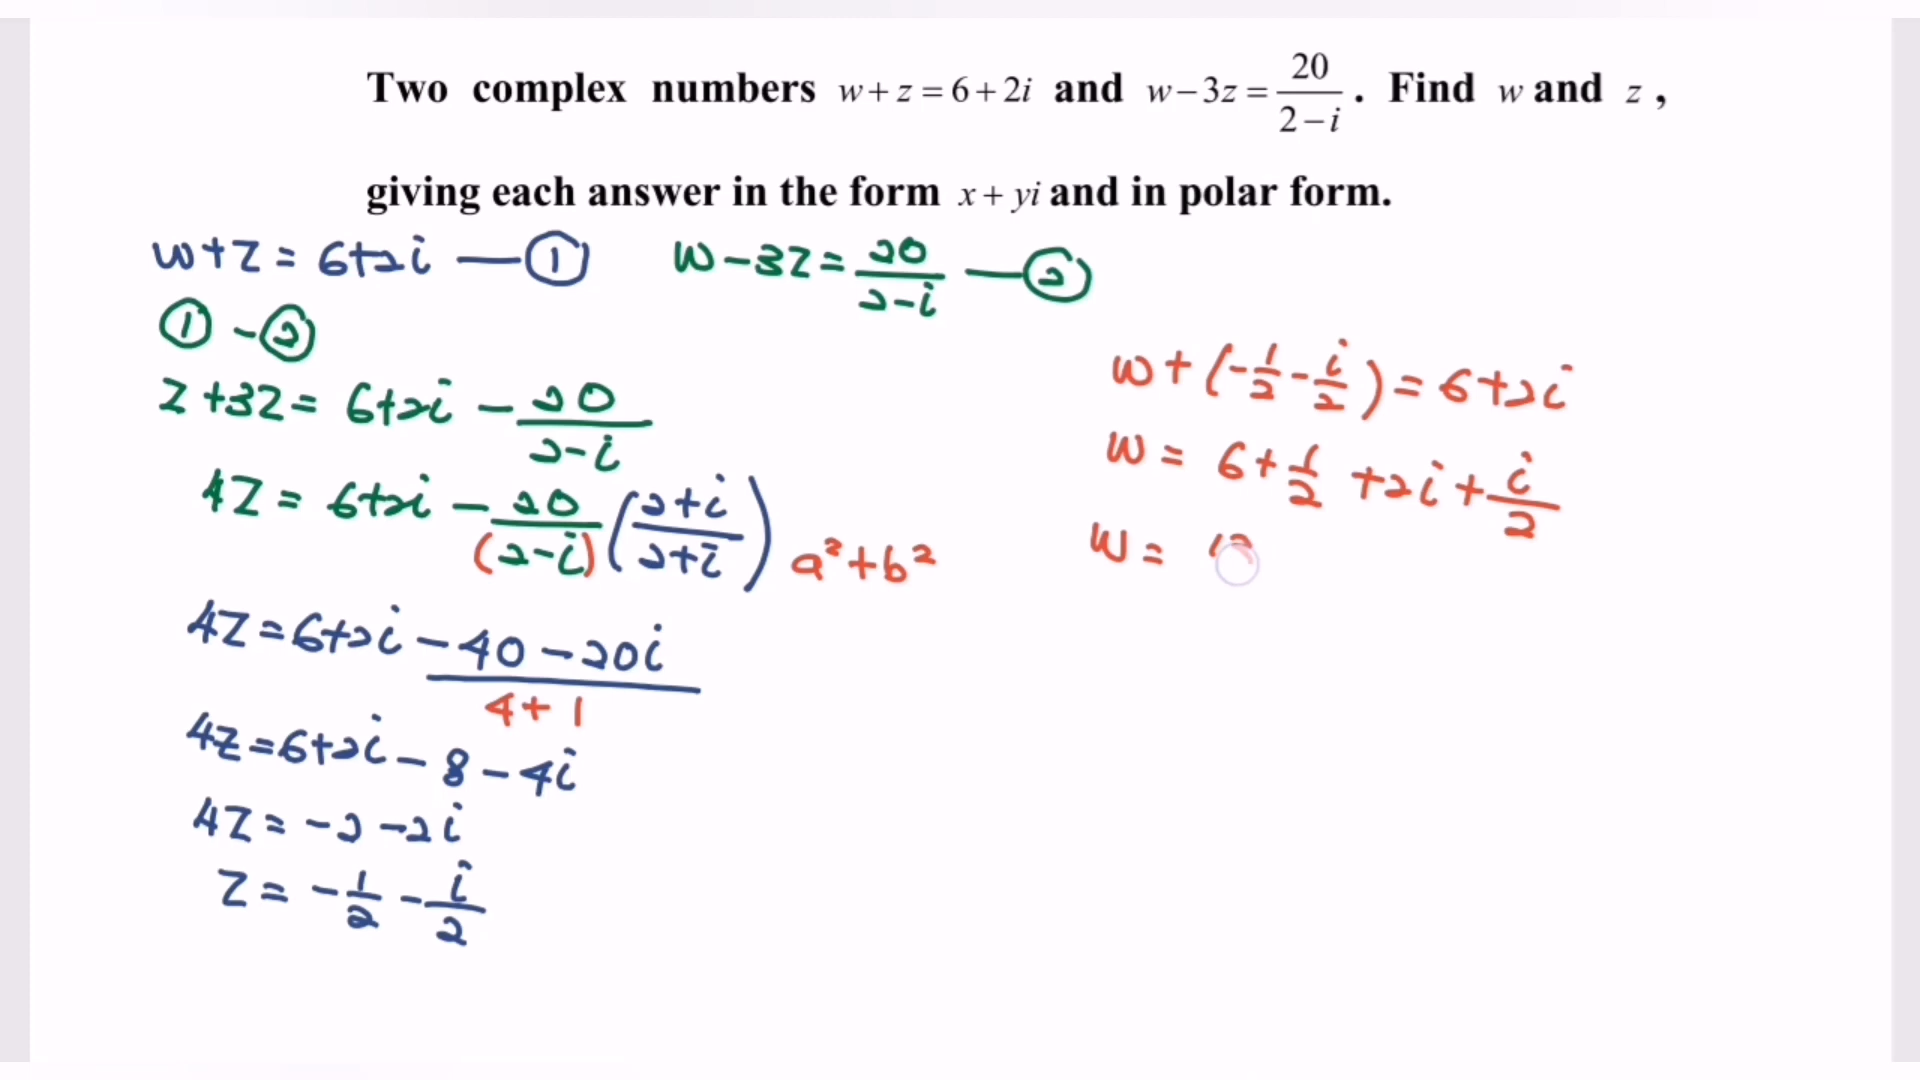 Two complex numbers w + z = 6 + 2i and w − 3z = 20/(2 − i) . Find w and z ,
giving each answer in the form x + yi and in polar form.
w+z = 6+2i — ①   w − 3z = 20/(2−i) — ②
① − ②
z + 3z = 6+2i − 20/(2−i)
4z = 6+2i − 20/(2−i) ((2+i)/(2+i)) a²+b²
4z = 6+2i (−40 − 20i)/(4+1)
4z = 6+2i − 8 − 4i
4z = −2 −2i
z = −1/2 − i/2
w + (−1/2 − i/2) = 6+2i
w = 6 + 1/2 + 2i + i/2
w =